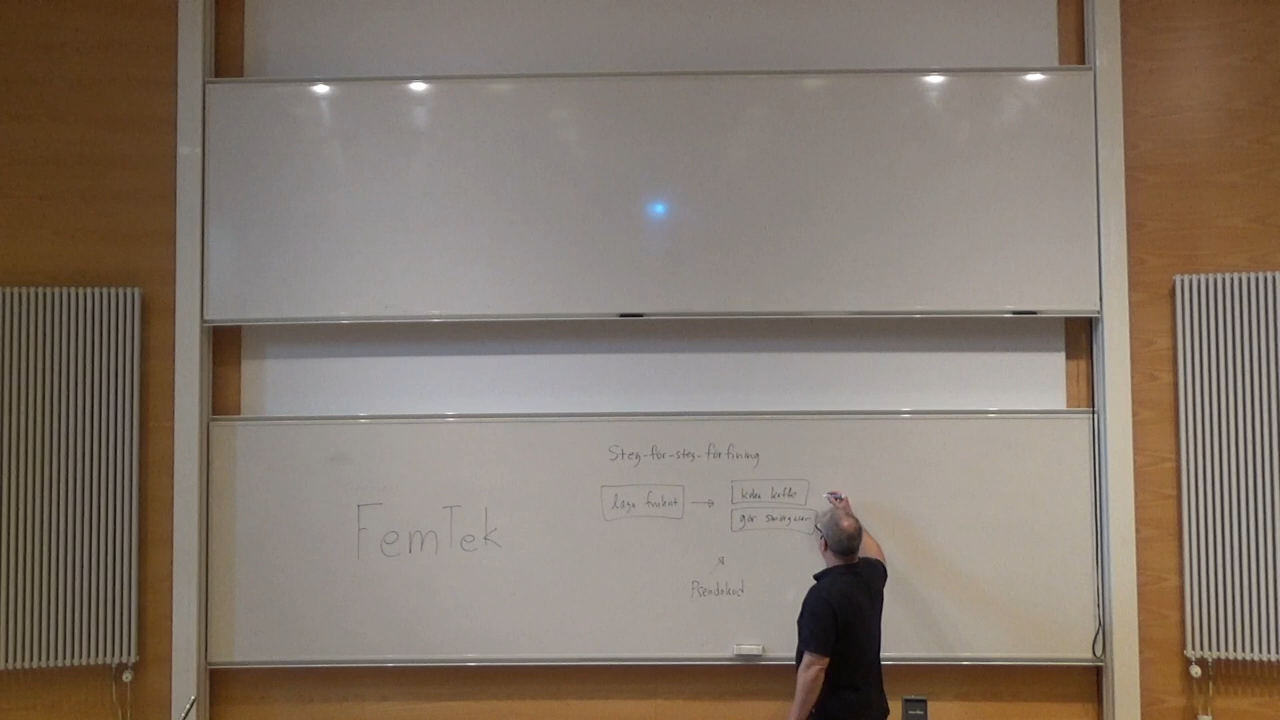 FemTek
Steg-för-steg-förfining
laga frukost
koka kaffe
gör smörgåsar
Pseudokod